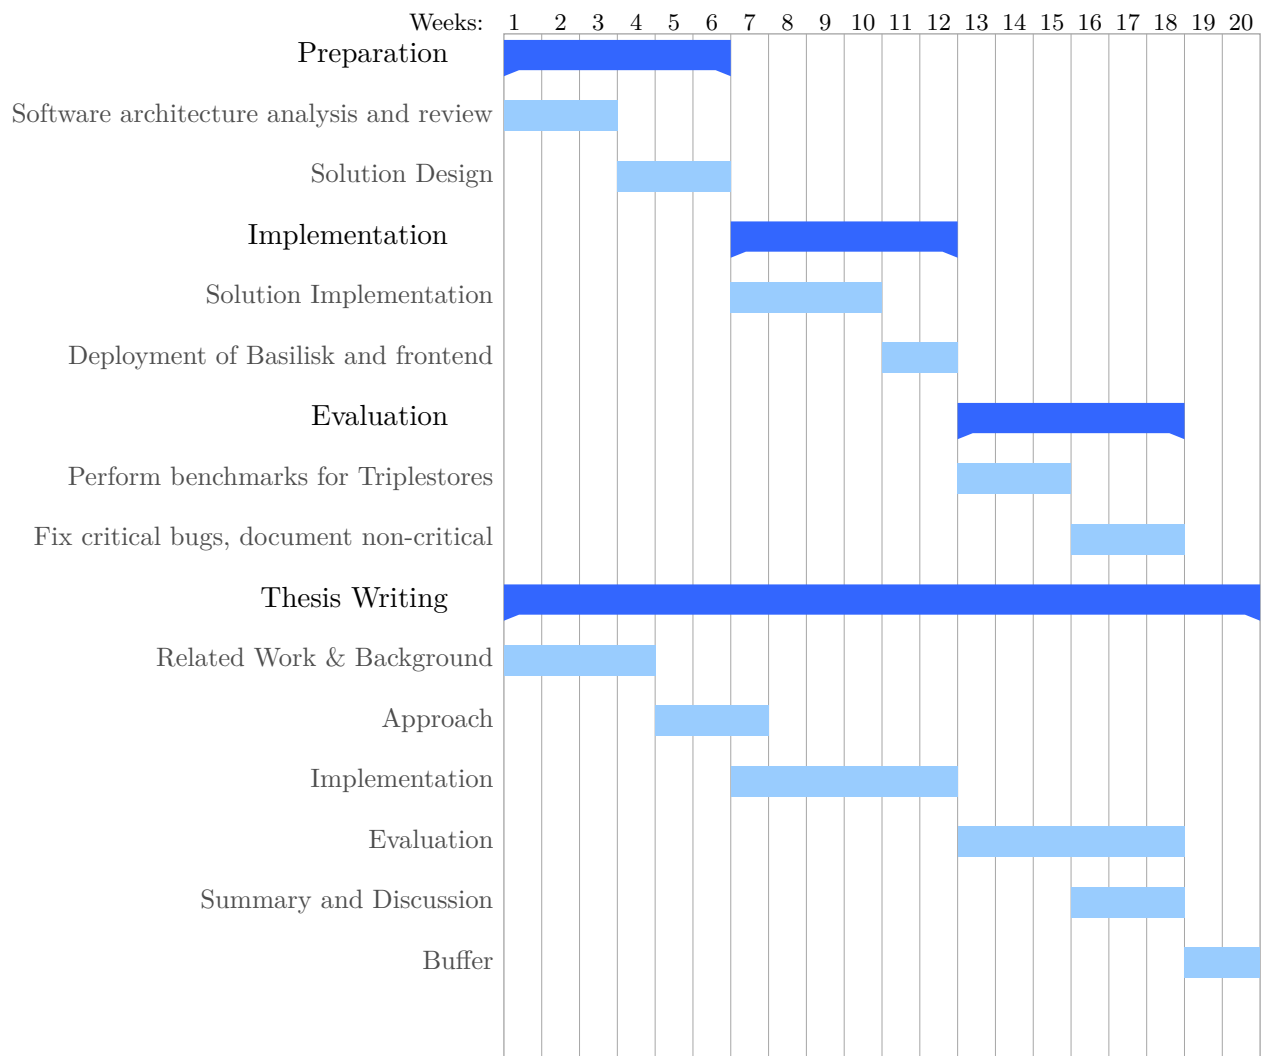 Weeks: 1 2 3 4 5 6 7 8 9 10 11 12 13 14 15 16 17 18 19 20
Preparation
Software architecture analysis and review
Solution Design
Implementation
Solution Implementation
Deployment of Basilisk and frontend
Evaluation
Perform benchmarks for Triplestores
Fix critical bugs, document non-critical
Thesis Writing
Related Work & Background
Approach
Implementation
Evaluation
Summary and Discussion
Buffer